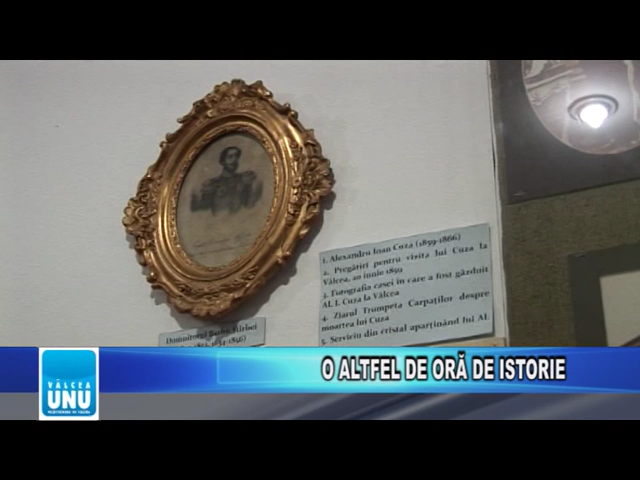 1. Alexandru Ioan Cuza (1859-1866)
2. Pregătiri pentru vizita lui Cuza la
Vâlcea, 20 iunie 1859
3. Fotografia casei în care a fost găzduit
Al. I. Cuza la Vâlcea
4. Ziarul Trumpeta Carpaților despre
moartea lui Cuza
5. Serviciu din cristal aparținând lui Al.
Domnitorul Barbu Știrbei
O ALTFEL DE ORĂ DE ISTORIE
VÂLCEA
UNU